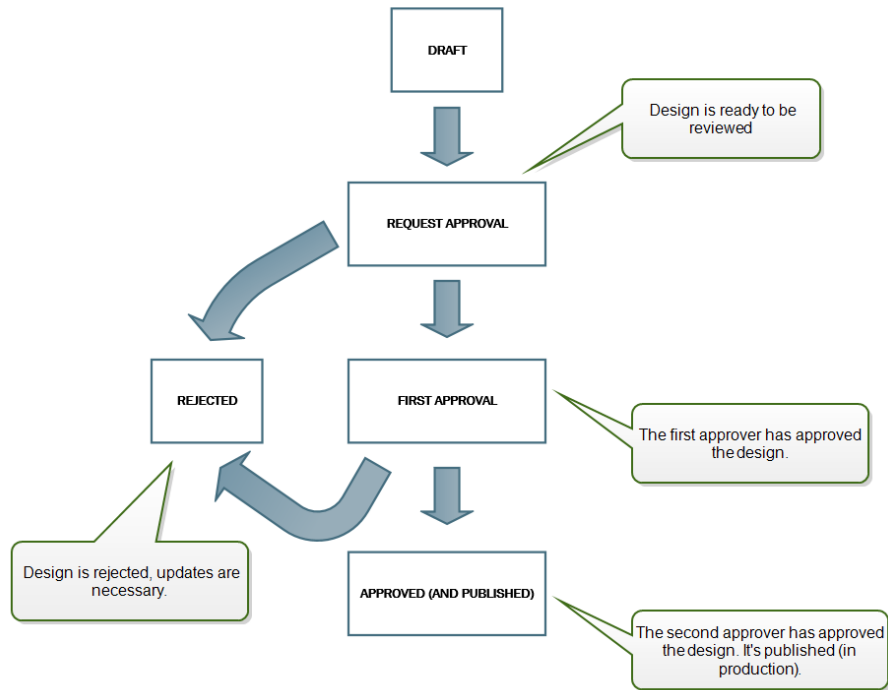 DRAFT
Design is ready to be
reviewed
REQUEST APPROVAL
REJECTED
FIRST APPROVAL
The first approver has approved
the design.
Design is rejected, updates are
necessary.
APPROVED (AND PUBLISHED)
The second approver has approved
the design. It's published (in
production).